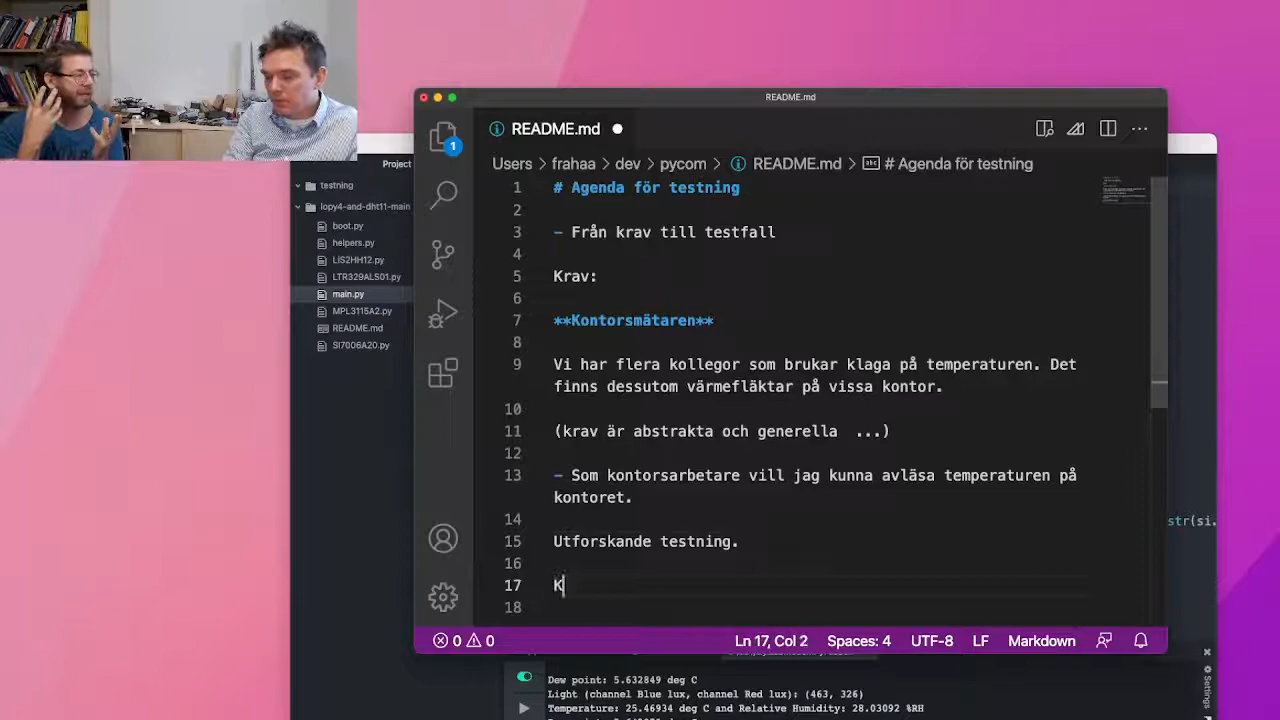 README.md
README.md
1
Users > frahaa > dev > pycom > README.md > # Agenda för testning
Project
testning
lopy4-and-dht11-main
boot.py
helpers.py
LIS2HH12.py
LTR329ALS01.py
main.py
MPL3115A2.py
README.md
SI7006A20.py
1 # Agenda för testning
2
3 - Från krav till testfall
4
5 Krav:
6
7 **Kontorsmätaren**
8
9 Vi har flera kollegor som brukar klaga på temperaturen. Det
finns dessutom värmefläktar på vissa kontor.
10
11 (krav är abstrakta och generella ...)
12
13 - Som kontorsarbetare vill jag kunna avläsa temperaturen på
kontoret.
14
15 Utforskande testning.
16
17 K
18
str(si.
0 0 Ln 17, Col 2 Spaces: 4 UTF-8 LF Markdown
Settings
Dew point: 5.632849 deg C
Light (channel Blue lux, channel Red lux): (463, 326)
Temperature: 25.46934 deg C and Relative Humidity: 28.03092 %RH